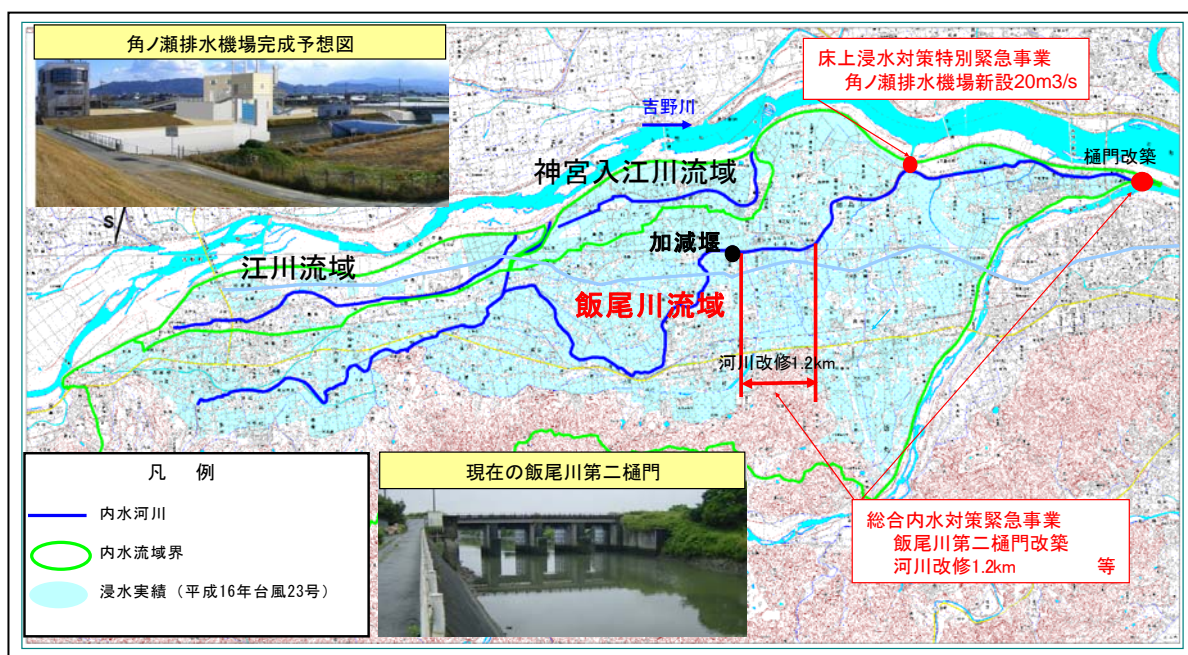 角ノ瀬排水機場完成予想図
床上浸水対策特別緊急事業
角ノ瀬排水機場新設20m3/s
吉野川
樋門改築
神宮入江川流域
S
加減堰
江川流域
飯尾川流域
河川改修1.2km
凡 例
内水河川
内水流域界
浸水実績（平成16年台風23号）
現在の飯尾川第二樋門
総合内水対策緊急事業
飯尾川第二樋門改築
河川改修1.2km 等